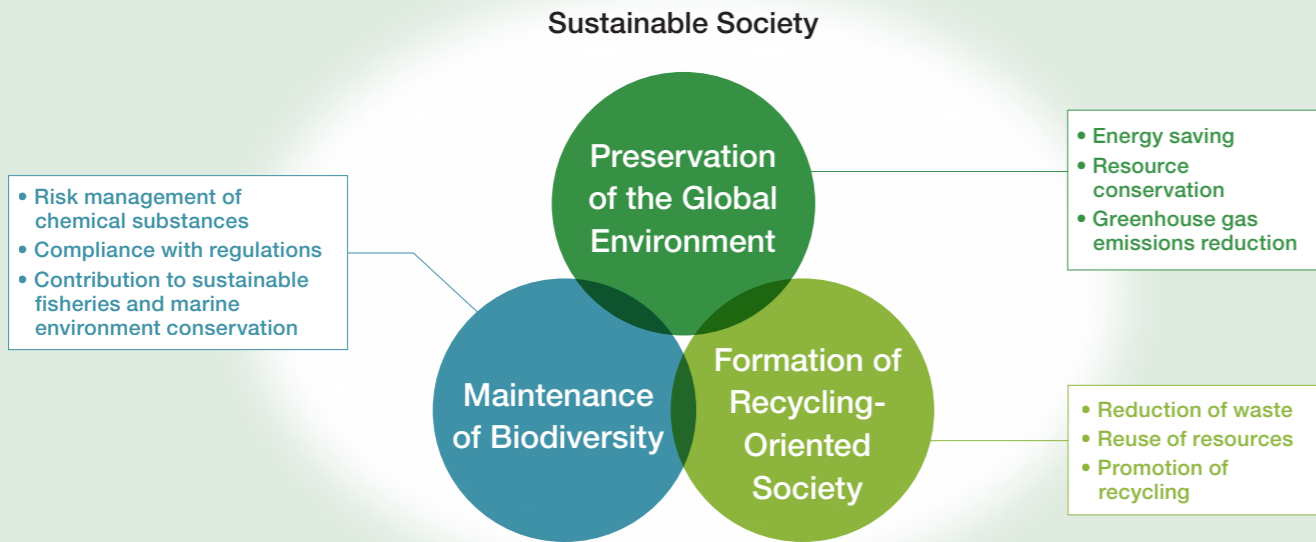 Sustainable Society
Preservation
of the Global
Environment
• Energy saving
• Resource
conservation
• Greenhouse gas
emissions reduction
• Risk management of
chemical substances
• Compliance with regulations
• Contribution to sustainable
fisheries and marine
environment conservation
Maintenance
of Biodiversity
Formation of
Recycling-
Oriented
Society
• Reduction of waste
• Reuse of resources
• Promotion of
recycling